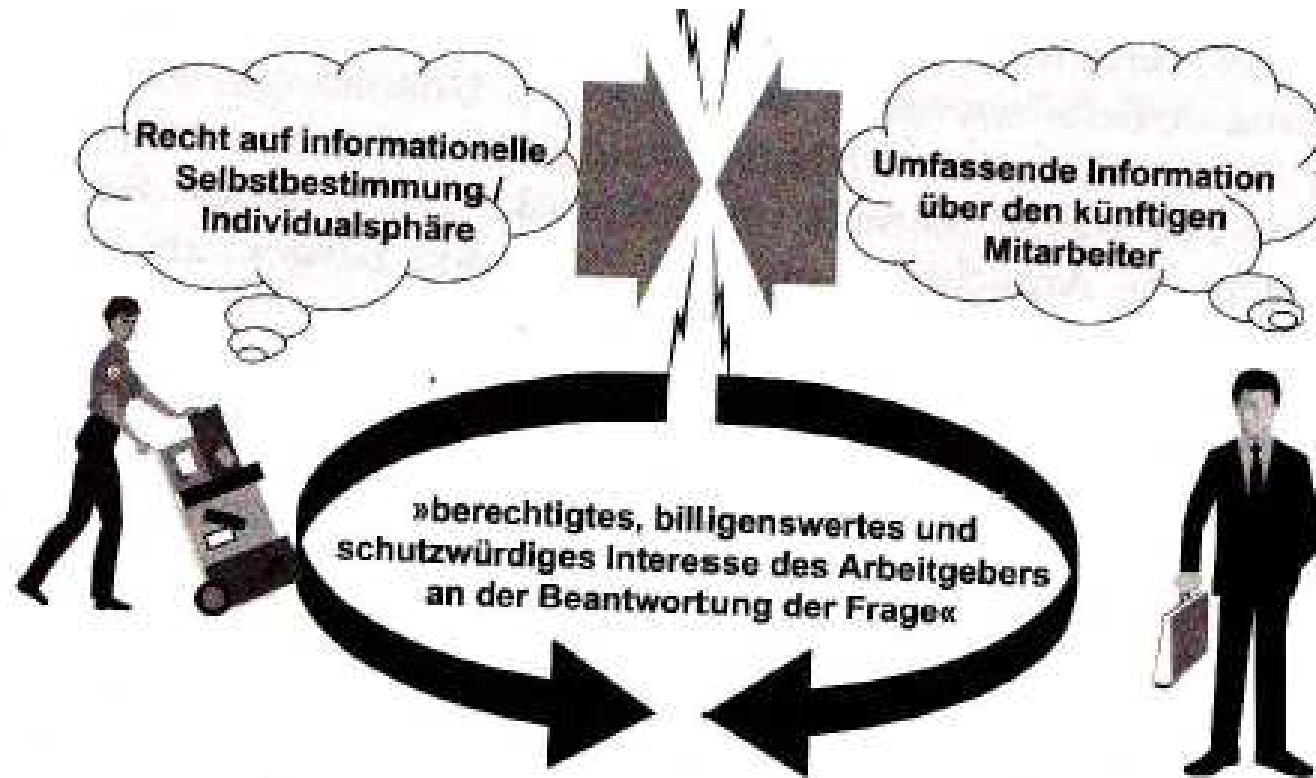 Recht auf informationelle
Selbstbestimmung /
Individualsphäre
Umfassende Information
über den künftigen
Mitarbeiter
»berechtigtes, billigenswertes und
schutzwürdiges Interesse des Arbeitgebers
an der Beantwortung der Frage«